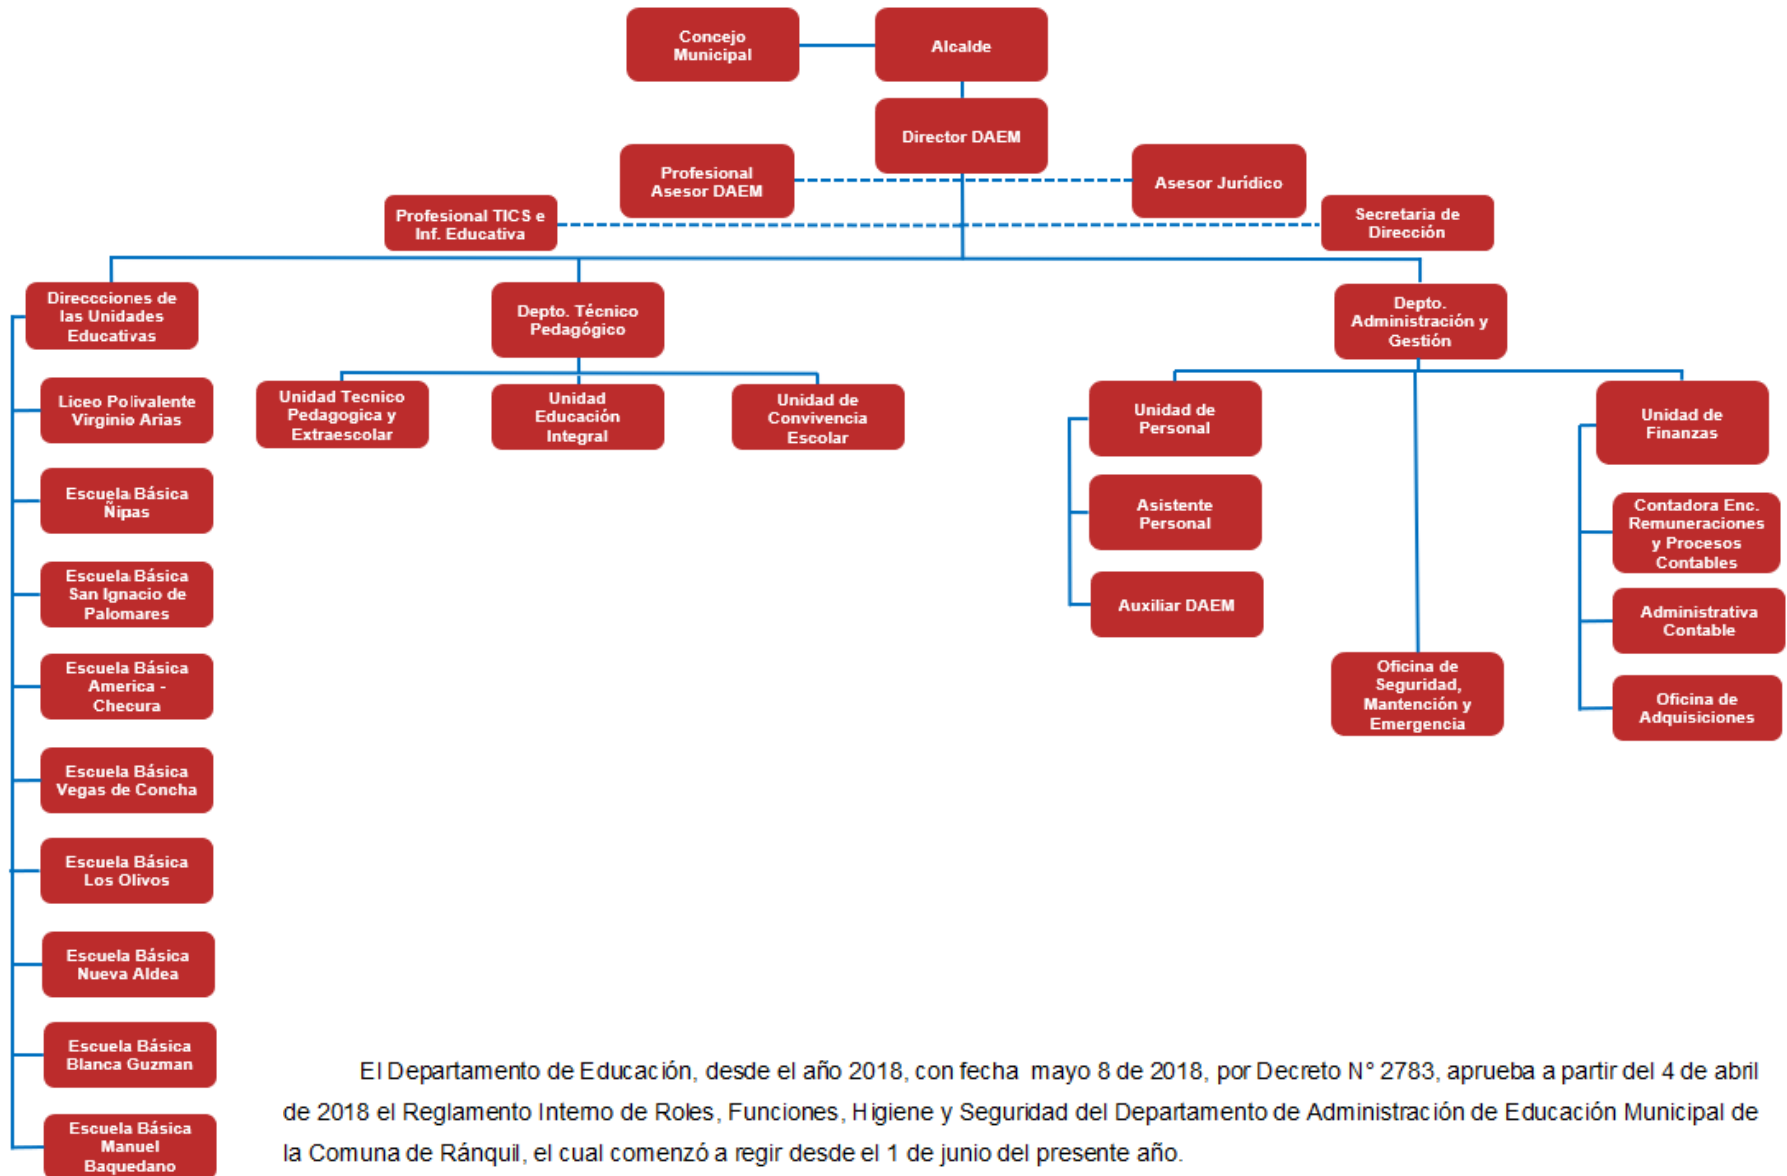 Concejo
Municipal
Alcalde
Director DAEM
Profesional
Asesor DAEM
Asesor Jurídico
Profesional TICS e
Inf. Educativa
Secretaria de
Dirección
Direccciones de
las Unidades
Educativas
Depto. Técnico
Pedagógico
Depto.
Administración y
Gestión
Liceo Polivalente
Virginio Arias
Unidad Tecnico
Pedagogica y
Extraescolar
Unidad
Educación
Integral
Unidad de
Convivencia
Escolar
Unidad de
Personal
Unidad de
Finanzas
Escuela Básica
Ñipas
Asistente
Personal
Contadora Enc.
Remuneraciones
y Procesos
Contables
Escuela Básica
San Ignacio de
Palomares
Auxiliar DAEM
Administrativa
Contable
Escuela Básica
America -
Checura
Oficina de
Seguridad,
Mantención y
Emergencia
Oficina de
Adquisiciones
Escuela Básica
Vegas de Concha
Escuela Básica
Los Olivos
Escuela Básica
Nueva Aldea
Escuela Básica
Blanca Guzman
Escuela Básica
Manuel
Baquedano
El Departamento de Educación, desde el año 2018, con fecha mayo 8 de 2018, por Decreto N° 2783, aprueba a partir del 4 de abril
de 2018 el Reglamento Interno de Roles, Funciones, Higiene y Seguridad del Departamento de Administración de Educación Municipal de
la Comuna de Ránquil, el cual comenzó a regir desde el 1 de junio del presente año.